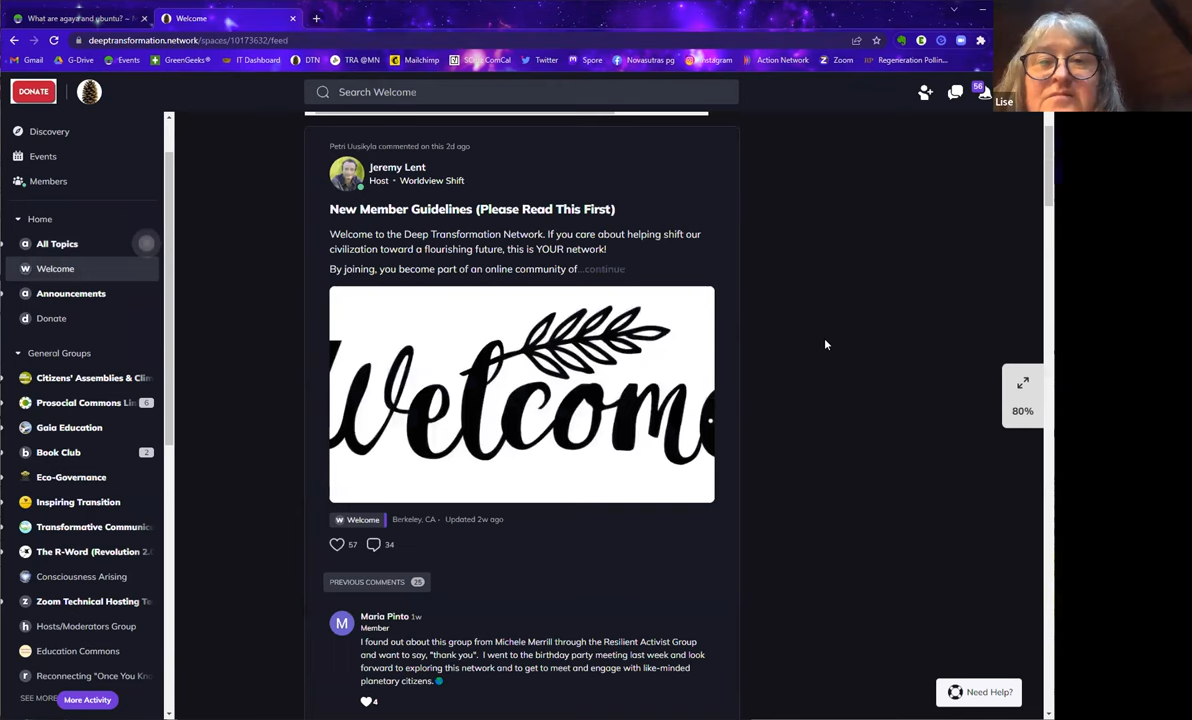 What are agaya and ubuntu? – F
Welcome
deeptransformation.network/spaces/10173632/feed
Gmail
G-Drive
Events
GreenGeeks®
IT Dashboard
DTN
TRA @MN
Mailchimp
ComCal
Twitter
Spore
Novasutras pg
Instagram
Action Network
Zoom
Regeneration Pollin...
Lise
DONATE
Search Welcome
56
Discovery
Events
Members
Home
All Topics
Welcome
Announcements
Donate
General Groups
Citizens' Assemblies & Clim
Prosocial Commons Lin
6
Gaia Education
Book Club
2
Eco-Governance
Inspiring Transition
Transformative Communic
The R-Word (Revolution 2.0
Consciousness Arising
Zoom Technical Hosting Te
Hosts/Moderators Group
Education Commons
Reconnecting "Once You Kno
SEE MORE
More Activity
Petri Uusikyla commented on this 2d ago
Jeremy Lent
Host • Worldview Shift
New Member Guidelines (Please Read This First)
Welcome to the Deep Transformation Network. If you care about helping shift our
civilization toward a flourishing future, this is YOUR network!
By joining, you become part of an online community of...continue
Welcome
W Welcome
Berkeley, CA • Updated 2w ago
57
34
PREVIOUS COMMENTS 25
M
Maria Pinto 1w
Member
I found out about this group from Michele Merrill through the Resilient Activist Group
and want to say, "thank you". I went to the birthday party meeting last week and look
forward to exploring this network and to get to meet and engage with like-minded
planetary citizens.
4
80%
Need Help?